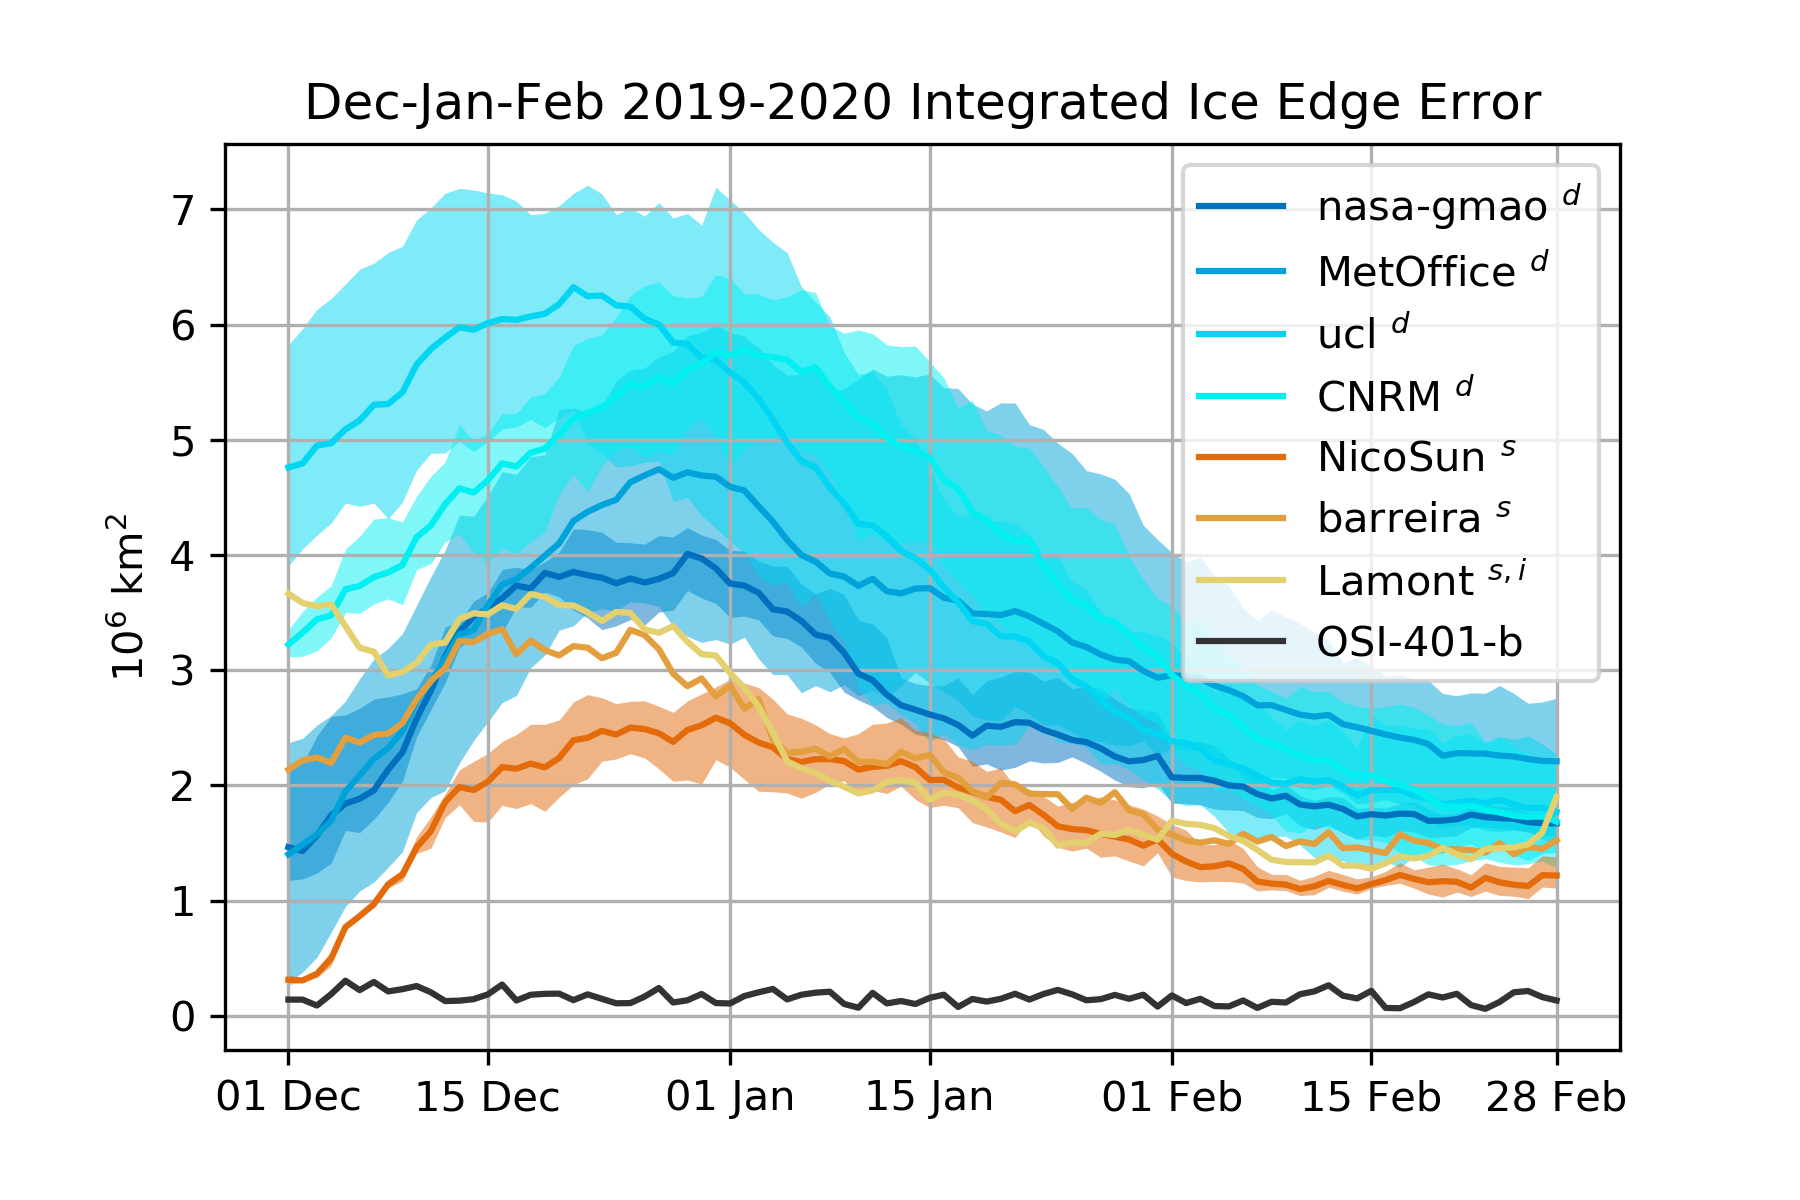 Dec-Jan-Feb 2019-2020 Integrated Ice Edge Error
10⁶ km²
7
6
5
4
3
2
1
0
nasa-gmao ᵈ
MetOffice ᵈ
ucl ᵈ
CNRM ᵈ
NicoSun ˢ
barreira ˢ
Lamont ˢ,ⁱ
OSI-401-b
01 Dec 15 Dec 01 Jan 15 Jan 01 Feb 15 Feb 28 Feb